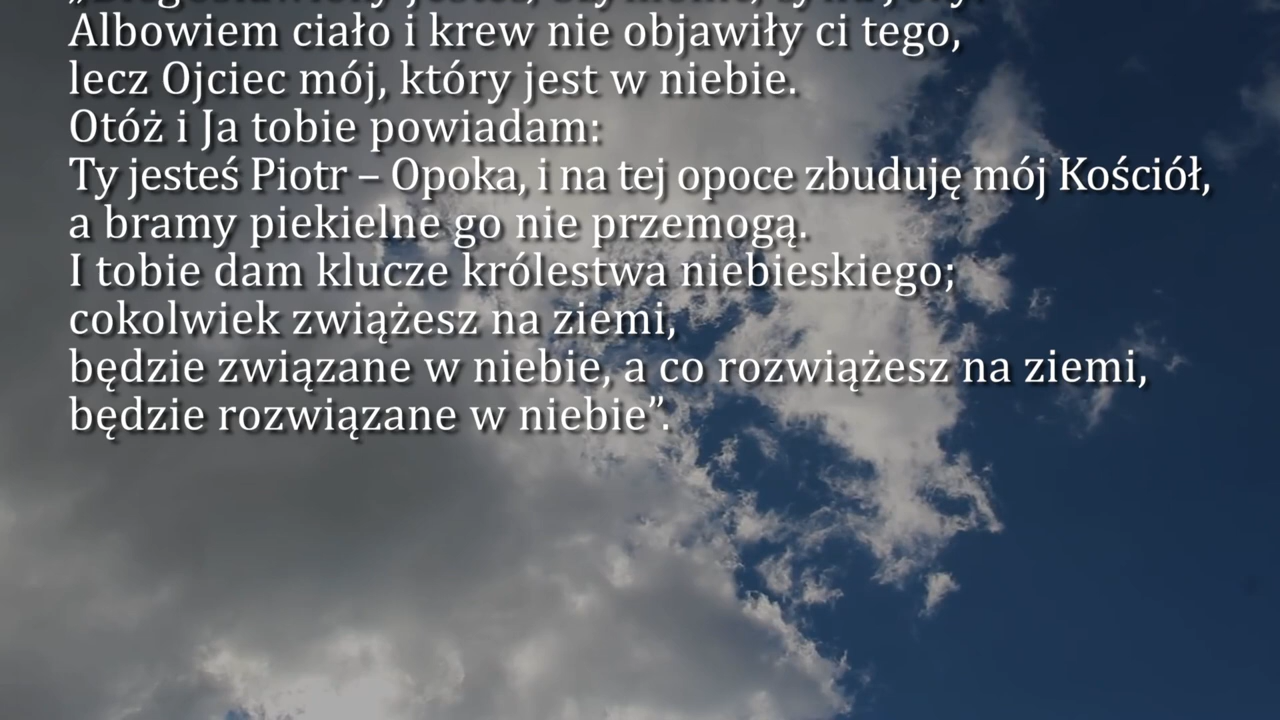 Albowiem ciało i krew nie objawiły ci tego,
lecz Ojciec mój, który jest w niebie.
Otóż i Ja tobie powiadam:
Ty jesteś Piotr – Opoka, i na tej opoce zbuduję mój Kościół,
a bramy piekielne go nie przemogą.
I tobie dam klucze królestwa niebieskiego;
cokolwiek zwiążesz na ziemi,
będzie związane w niebie, a co rozwiążesz na ziemi,
będzie rozwiązane w niebie”.